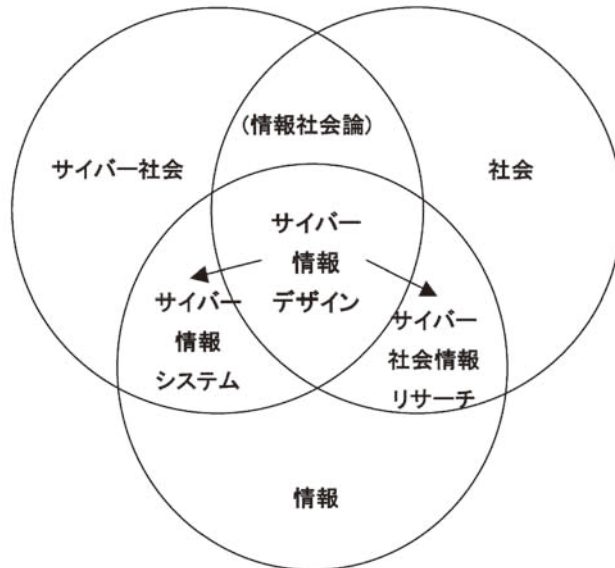 (情報社会論)
サイバー社会
社会
サイバー
情報
デザイン
サイバー
情報
システム
サイバー
社会情報
リサーチ
情報